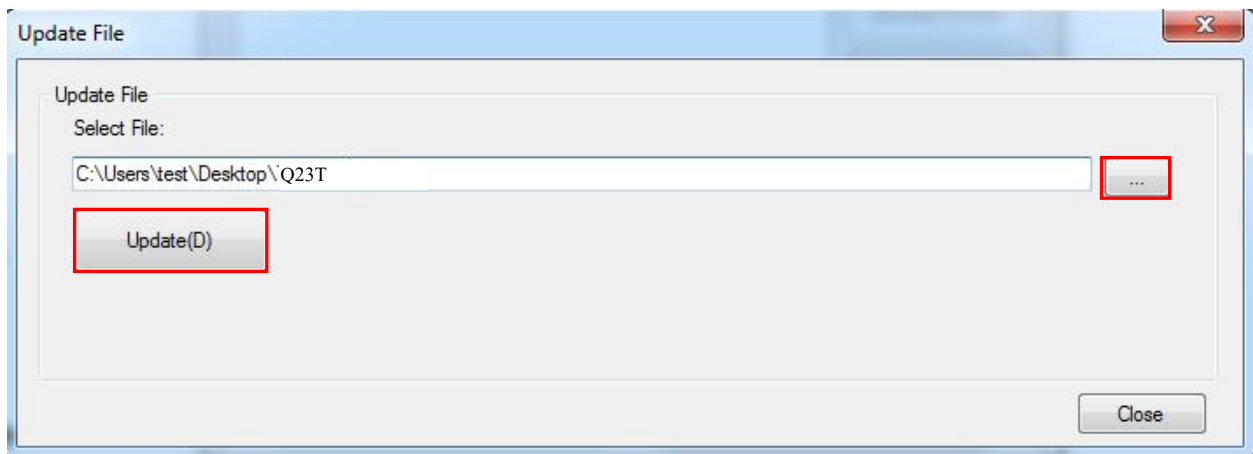 Update File
X
Update File
Select File:
C:\Users\test\Desktop\Q23T
...
Update(D)
Close